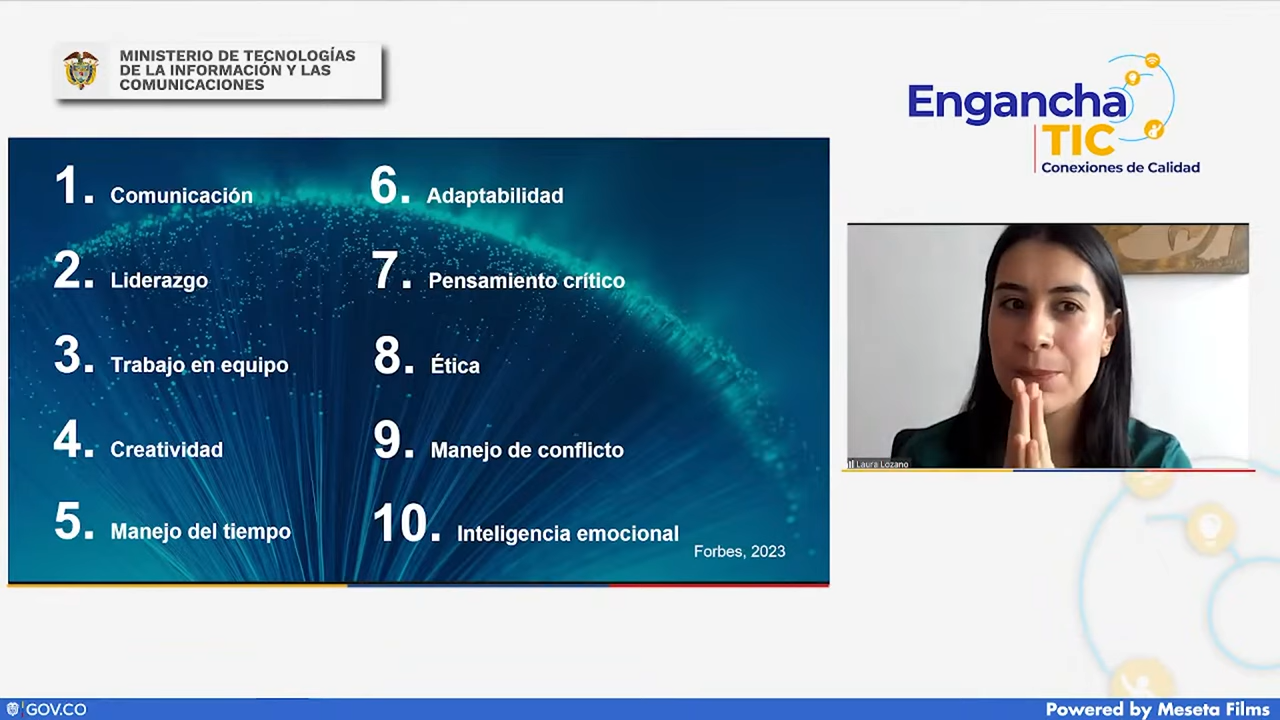 MINISTERIO DE TECNOLOGÍAS
DE LA INFORMACIÓN Y LAS
COMUNICACIONES
Engancha
TIC
Conexiones de Calidad
1. Comunicación
2. Liderazgo
3. Trabajo en equipo
4. Creatividad
5. Manejo del tiempo
6. Adaptabilidad
7. Pensamiento crítico
8. Ética
9. Manejo de conflicto
10. Inteligencia emocional
Forbes, 2023
Laura Lozano
GOV.CO
Powered by Meseta Films